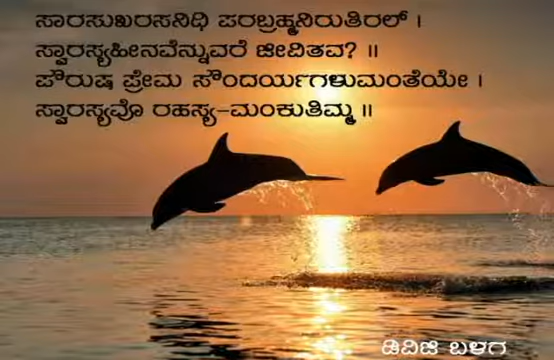 ಸಾರಸುಖರಸನಿಧಿ ಪರಬ್ರಹ್ಮನಿರುತಿರಲ್ ।
ಸ್ವಾರಸ್ಯಹೀನವೆನ್ನುವರೆ ಜೀವಿತವ? ॥
ಪೌರುಷ ಪ್ರೇಮ ಸೌಂದರ್ಯಗಳುಮಂತೆಯೇ ।
ಸ್ವಾರಸ್ಯವೊ ರಹಸ್ಯ-ಮಂಕುತಿಮ್ಮ ॥
ಡಿವಿಜಿ ಬಳಗ